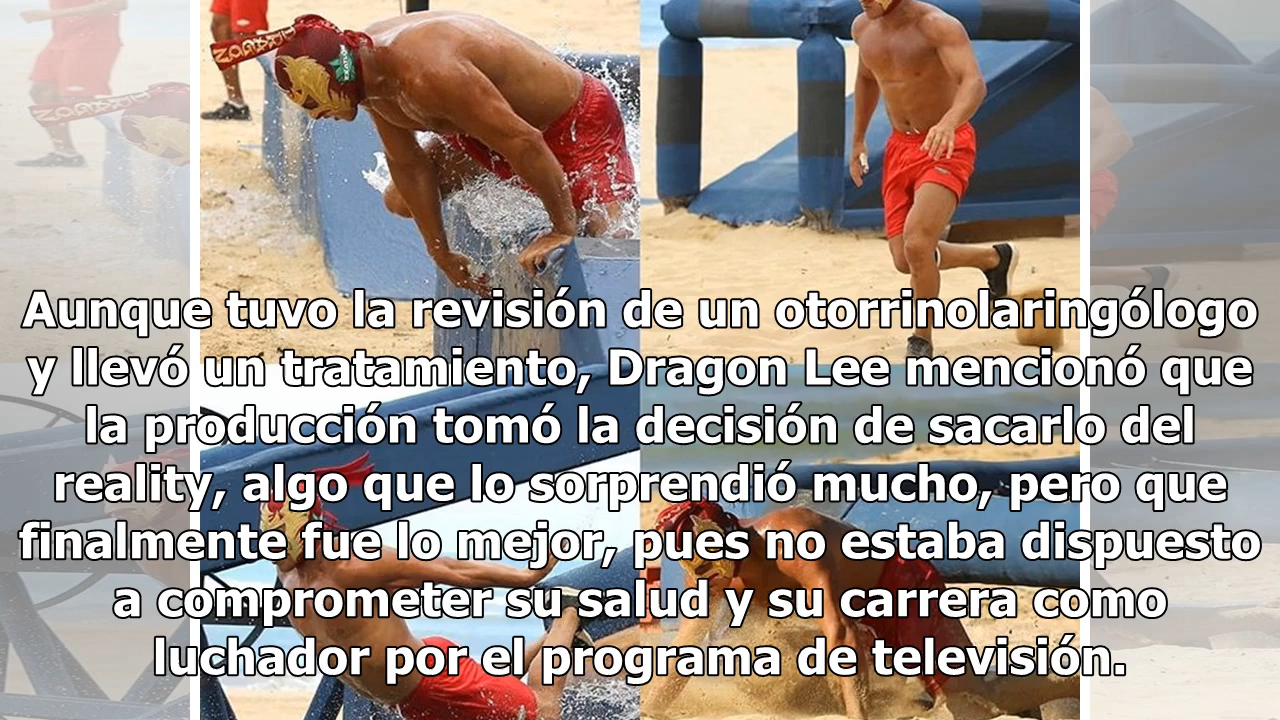 DRAGON
EXATLON
Aunque tuvo la revisión de un otorrinolaringólogo
y llevó un tratamiento, Dragon Lee mencionó que
la producción tomó la decisión de sacarlo del
reality, algo que lo sorprendió mucho, pero que
finalmente fue lo mejor, pues no estaba dispuesto
a comprometer su salud y su carrera como
luchador por el programa de televisión.